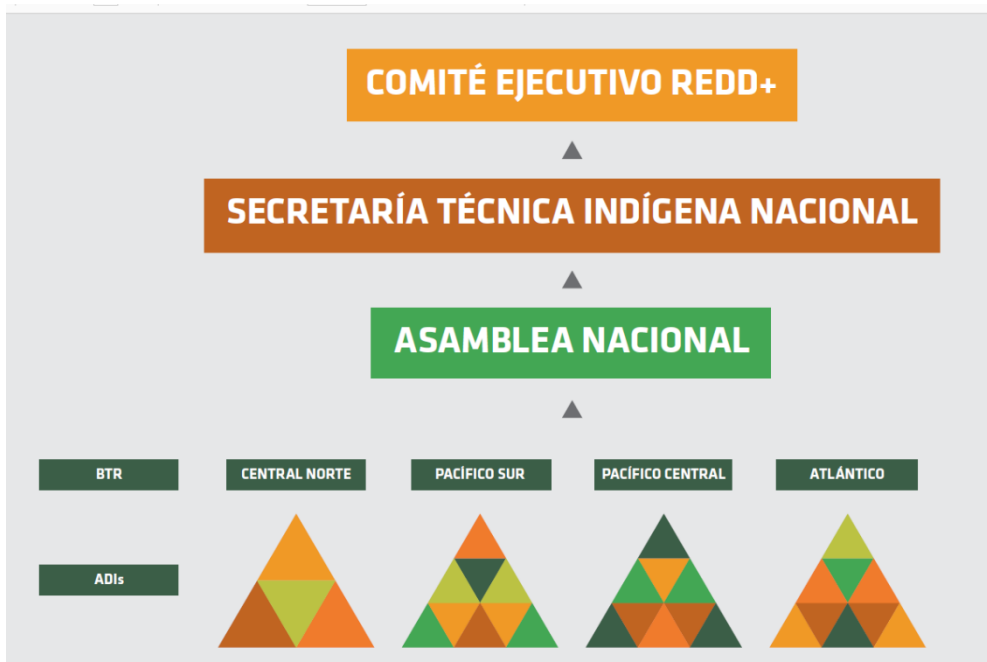 COMITÉ EJECUTIVO REDD+
SECRETARÍA TÉCNICA INDÍGENA NACIONAL
ASAMBLEA NACIONAL
BTR
CENTRAL NORTE
PACÍFICO SUR
PACÍFICO CENTRAL
ATLÁNTICO
ADIs